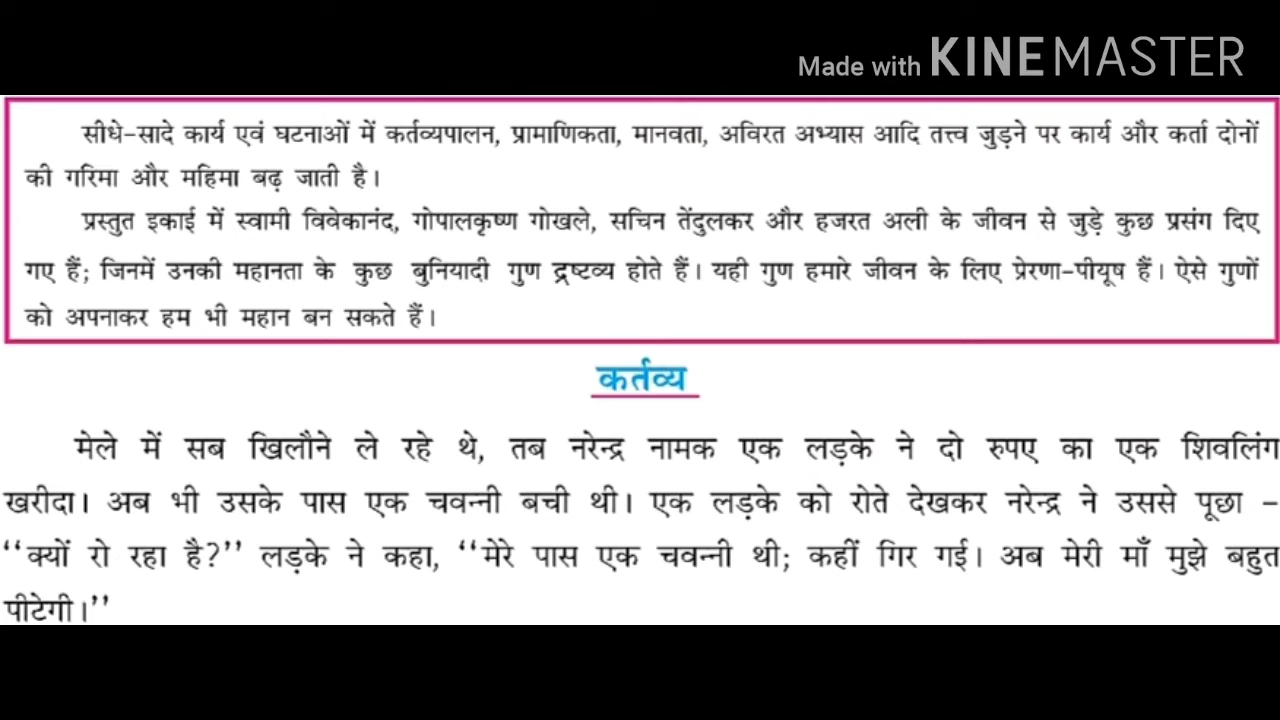 Made with KINEMASTER
सीधे-सादे कार्य एवं घटनाओं में कर्तव्यपालन, प्रामाणिकता, मानवता, अविरत अभ्यास आदि तत्त्व जुड़ने पर कार्य और कर्ता दोनों
की गरिमा और महिमा बढ़ जाती है।
प्रस्तुत इकाई में स्वामी विवेकानंद, गोपालकृष्ण गोखले, सचिन तेंदुलकर और हजरत अली के जीवन से जुड़े कुछ प्रसंग दिए
गए हैं; जिनमें उनकी महानता के कुछ बुनियादी गुण द्रष्टव्य होते हैं। यही गुण हमारे जीवन के लिए प्रेरणा-पीयूष हैं। ऐसे गुणों
को अपनाकर हम भी महान बन सकते हैं।
कर्तव्य
मेले में सब खिलौने ले रहे थे, तब नरेन्द्र नामक एक लड़के ने दो रुपए का एक शिवलिंग
खरीदा। अब भी उसके पास एक चवन्नी बची थी। एक लड़के को रोते देखकर नरेन्द्र ने उससे पूछा –
‘‘क्यों रो रहा है?’’ लड़के ने कहा, ‘‘मेरे पास एक चवन्नी थी; कहीं गिर गई। अब मेरी माँ मुझे बहुत
पीटेगी।’’